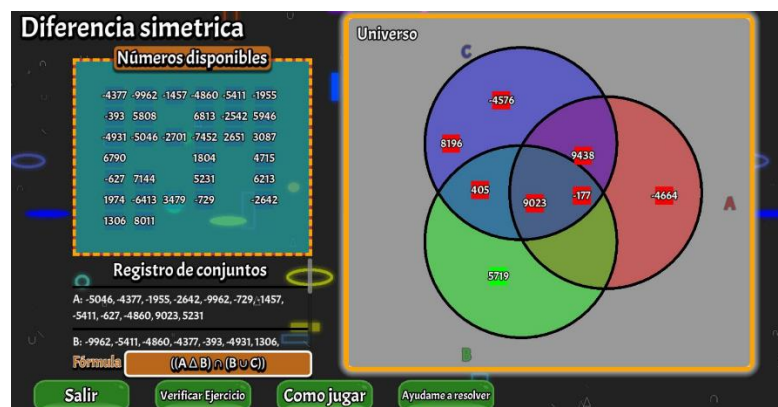 Diferencia simetrica
Números disponibles
-4377 -9962 -1457 -4860 -5411 -1955
-393 5808 6813 -2542 5946
-4931 -5046 -2701 -7452 2651 3087
6790 1804 4715
-627 7144 5231 6213
1974 -6413 3479 -729 -2642
1306 8011
Registro de conjuntos
A: -5046, -4377, -1955, -2642, -9962, -729, -1457,
-5411, -627, -4860, 9023, 5231
B: -9962, -5411, -4860, -4377, -393, -4931, 1306,
Fórmula ((A Δ B) ∩ (B ∪ C))
Salir
Verificar Ejercicio
Como jugar
Ayudame a resolver
Universo
C
-4576
8196
9438
405
9023
-177
-4664
A
5719
B